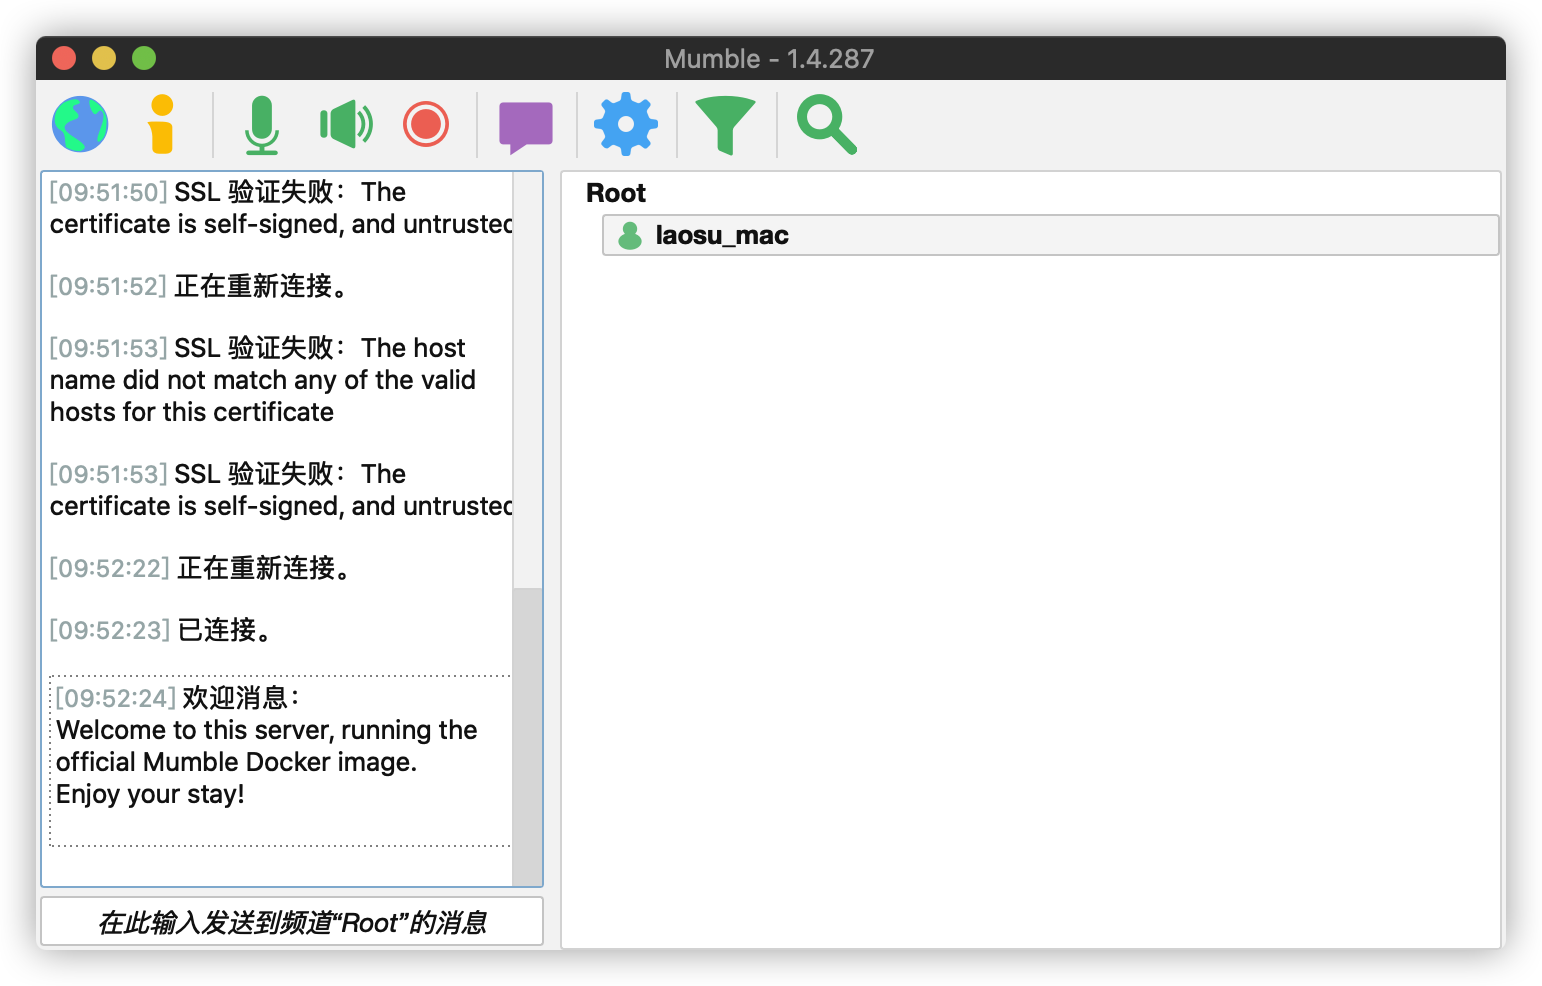 Mumble - 1.4.287
[09:51:50] SSL 验证失败：The
certificate is self-signed, and untrusted
[09:51:52] 正在重新连接。
[09:51:53] SSL 验证失败：The host
name did not match any of the valid
hosts for this certificate
[09:51:53] SSL 验证失败：The
certificate is self-signed, and untrusted
[09:52:22] 正在重新连接。
[09:52:23] 已连接。
[09:52:24] 欢迎消息：
Welcome to this server, running the
official Mumble Docker image.
Enjoy your stay!
在此输入发送到频道“Root”的消息
Root
laosu_mac